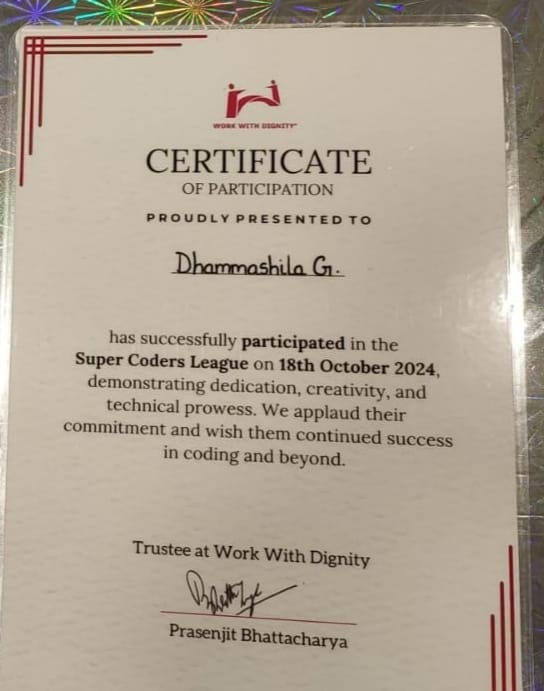 WORK WITH DIGNITY
CERTIFICATE
OF PARTICIPATION
PROUDLY PRESENTED TO
Dhammashila G.
has successfully participated in the
Super Coders League on 18th October 2024,
demonstrating dedication, creativity, and
technical prowess. We applaud their
commitment and wish them continued success
in coding and beyond.
Trustee at Work With Dignity
Prasenjit Bhattacharya